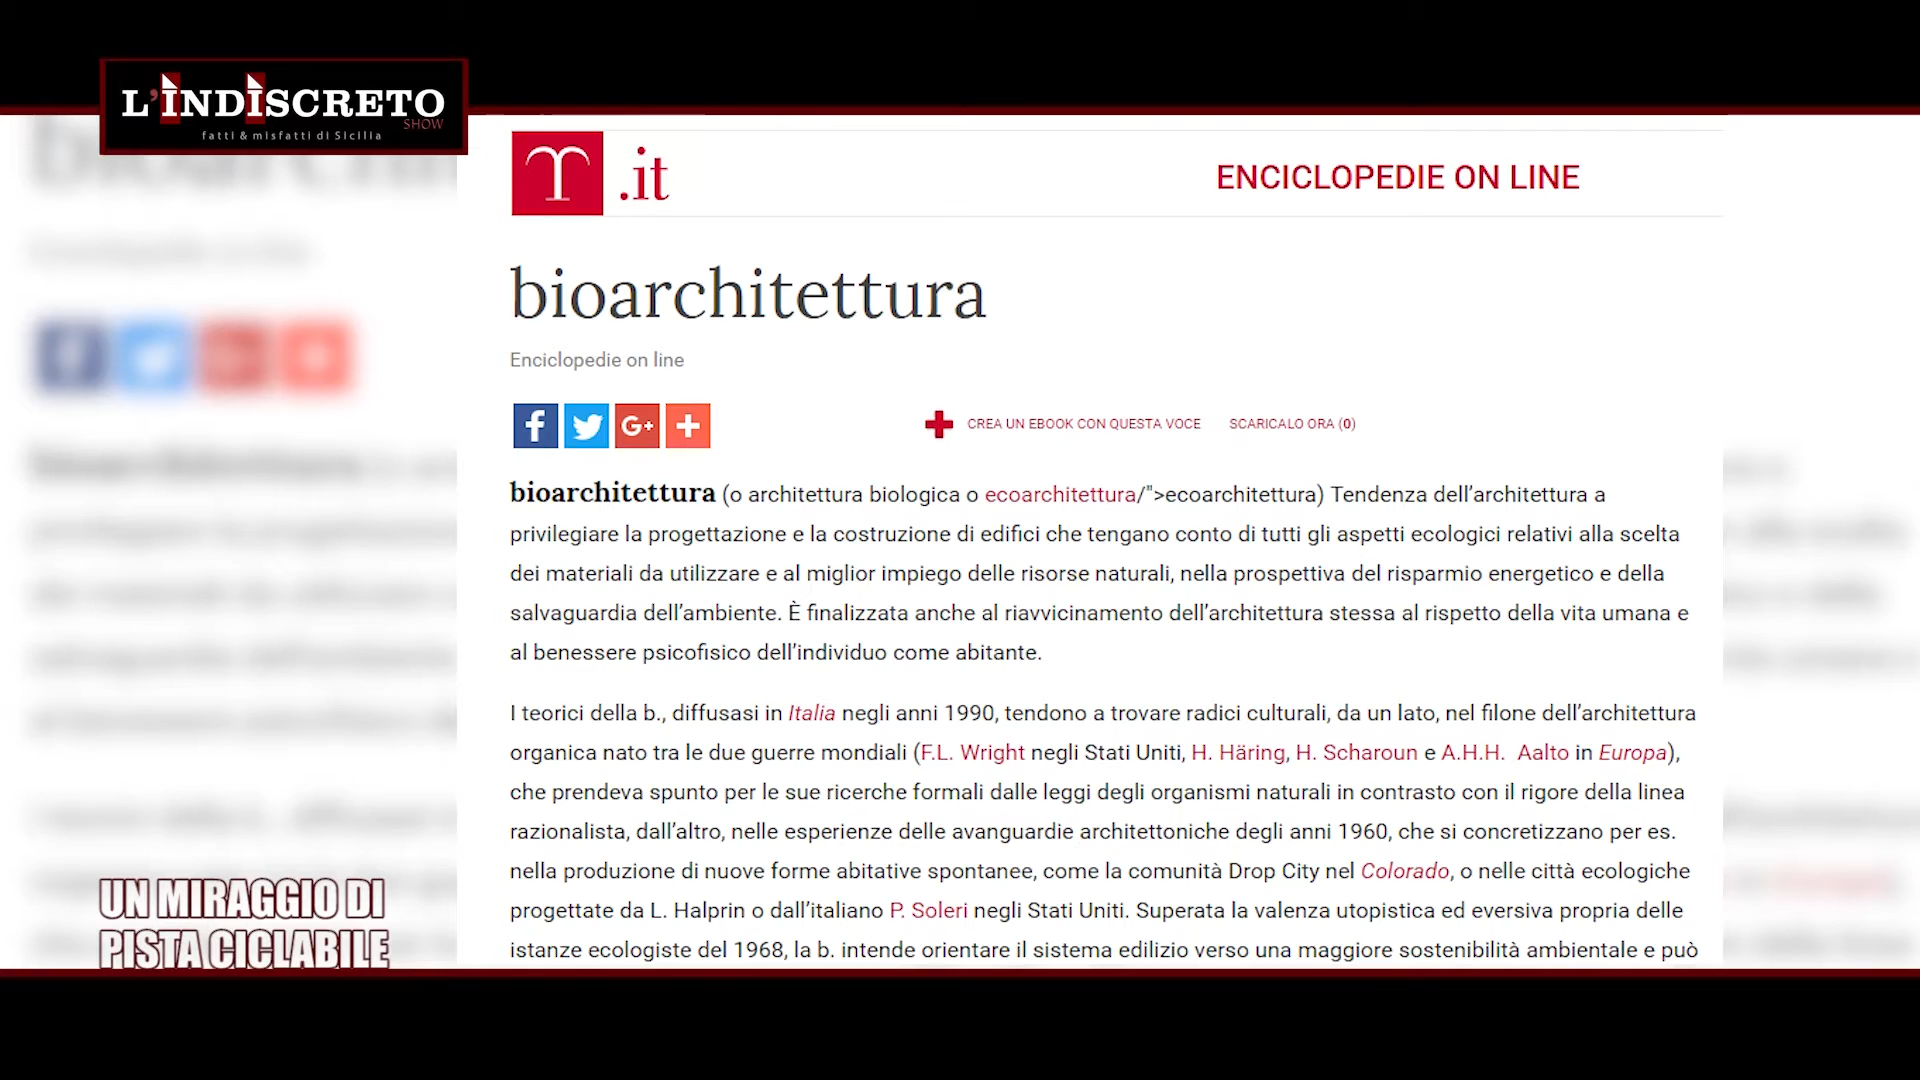 L'INDISCRETO
SHOW
fatti & misfatti di Sicilia
.it
ENCICLOPEDIE ON LINE
bioarchitettura
Enciclopedie on line
CREA UN EBOOK CON QUESTA VOCE SCARICALO ORA (0)
bioarchitettura (o architettura biologica o ecoarchitettura/">ecoarchitettura) Tendenza dell’architettura a
privilegiare la progettazione e la costruzione di edifici che tengano conto di tutti gli aspetti ecologici relativi alla scelta
dei materiali da utilizzare e al miglior impiego delle risorse naturali, nella prospettiva del risparmio energetico e della
salvaguardia dell’ambiente. È finalizzata anche al riavvicinamento dell’architettura stessa al rispetto della vita umana e
al benessere psicofisico dell’individuo come abitante.
I teorici della b., diffusasi in Italia negli anni 1990, tendono a trovare radici culturali, da un lato, nel filone dell’architettura
organica nato tra le due guerre mondiali (F.L. Wright negli Stati Uniti, H. Häring, H. Scharoun e A.H.H. Aalto in Europa),
che prendeva spunto per le sue ricerche formali dalle leggi degli organismi naturali in contrasto con il rigore della linea
razionalista, dall’altro, nelle esperienze delle avanguardie architettoniche degli anni 1960, che si concretizzano per es.
nella produzione di nuove forme abitative spontanee, come la comunità Drop City nel Colorado, o nelle città ecologiche
progettate da L. Halprin o dall’italiano P. Soleri negli Stati Uniti. Superata la valenza utopistica ed eversiva propria delle
istanze ecologiste del 1968, la b. intende orientare il sistema edilizio verso una maggiore sostenibilità ambientale e può
UN MIRAGGIO DI
PISTA CICLABILE